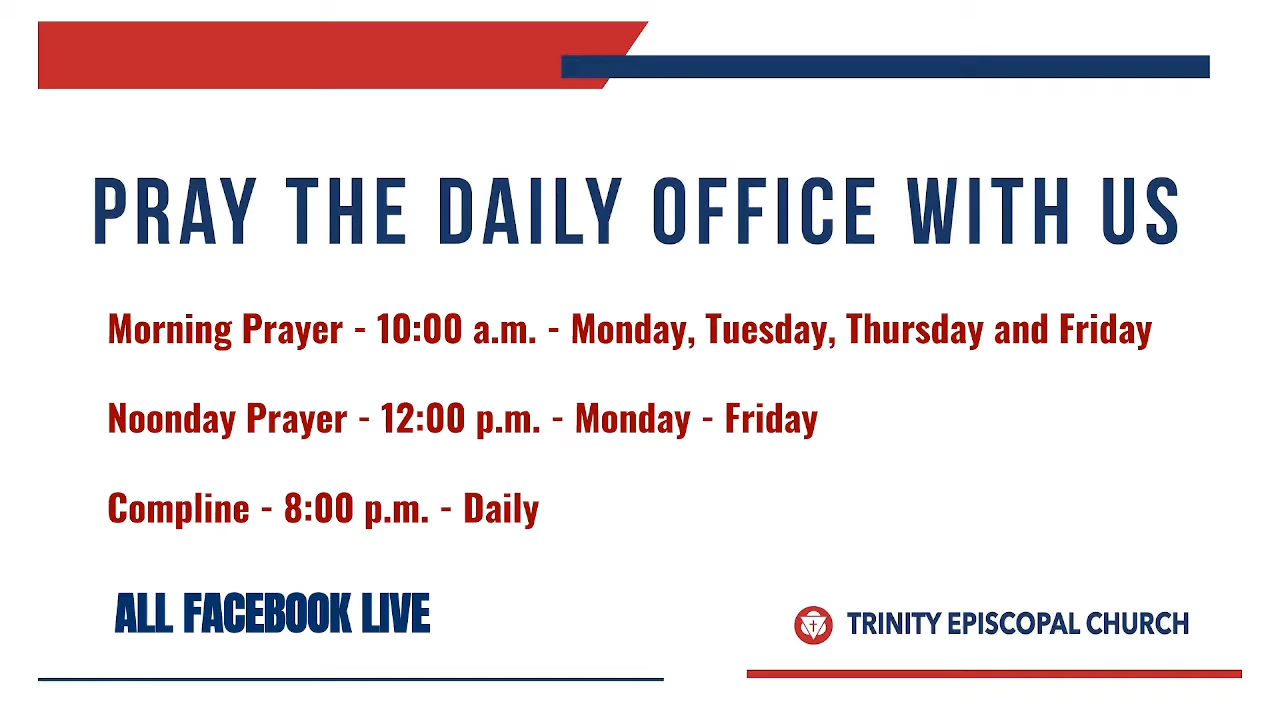 PRAY THE DAILY OFFICE WITH US
Morning Prayer - 10:00 a.m. - Monday, Tuesday, Thursday and Friday
Noonday Prayer - 12:00 p.m. - Monday - Friday
Compline - 8:00 p.m. - Daily
ALL FACEBOOK LIVE
TRINITY EPISCOPAL CHURCH